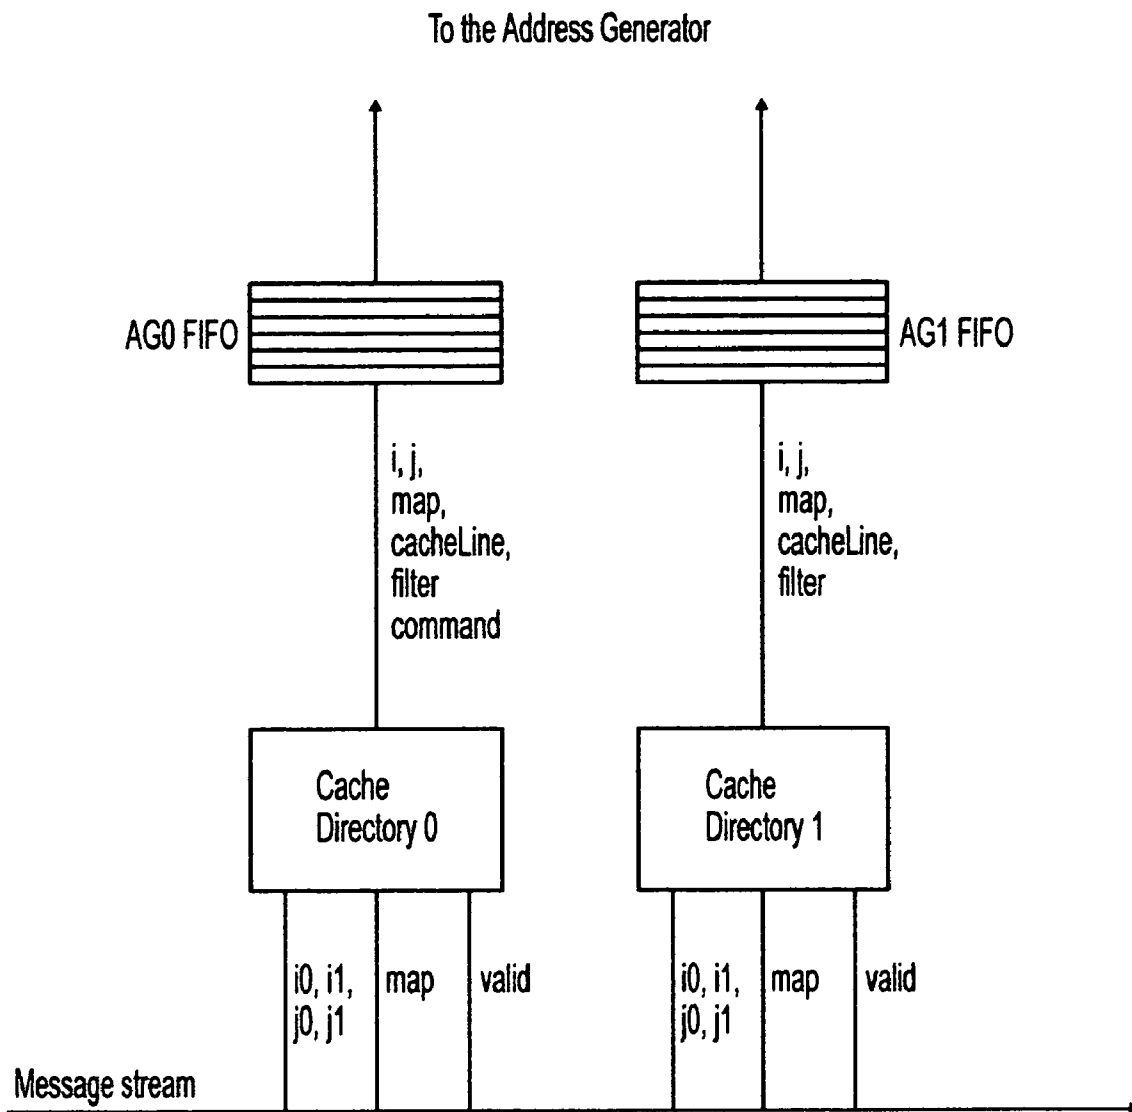 To the Address Generator
AG0 FIFO
AG1 FIFO
i, j,
map,
cacheLine,
filter
command
i, j,
map,
cacheLine,
filter
Cache
Directory 0
Cache
Directory 1
i0, i1,
j0, j1
map
valid
i0, i1,
j0, j1
map
valid
Message stream